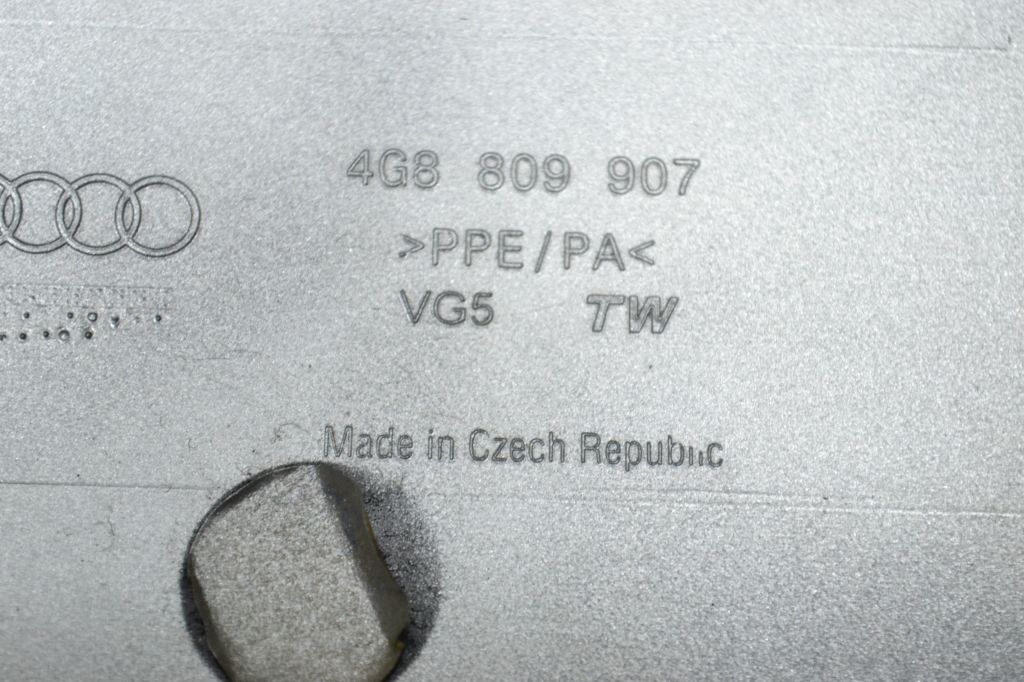 4G8 809 907
>PPE/PA<
VG5 TW
Made in Czech Republic